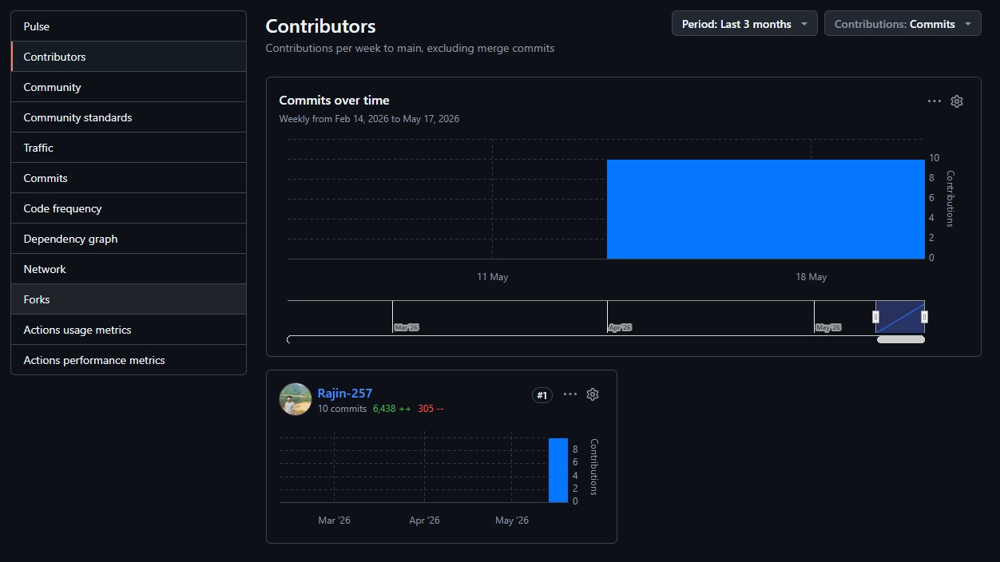 Pulse
Contributors
Community
Community standards
Traffic
Commits
Code frequency
Dependency graph
Network
Forks
Actions usage metrics
Actions performance metrics
Contributors
Contributions per week to main, excluding merge commits
Period: Last 3 months
Contributions: Commits
Commits over time
Weekly from Feb 14, 2026 to May 17, 2026
10
8
6
4
2
0
Contributions
11 May
18 May
Mar '26
Apr '26
May '26
Rajin-257
#1
10 commits 6,438 ++ 305 --
8
6
4
2
0
Contributions
Mar '26
Apr '26
May '26